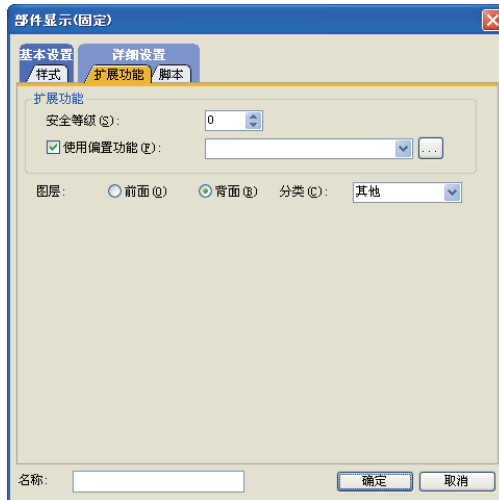 部件显示(固定)
基本设置 详细设置
样式 扩展功能 脚本
扩展功能
安全等级(S): 0
使用偏置功能(F): ...
图层: 前面(O) 背面(B) 分类(C): 其他
名称: 确定 取消